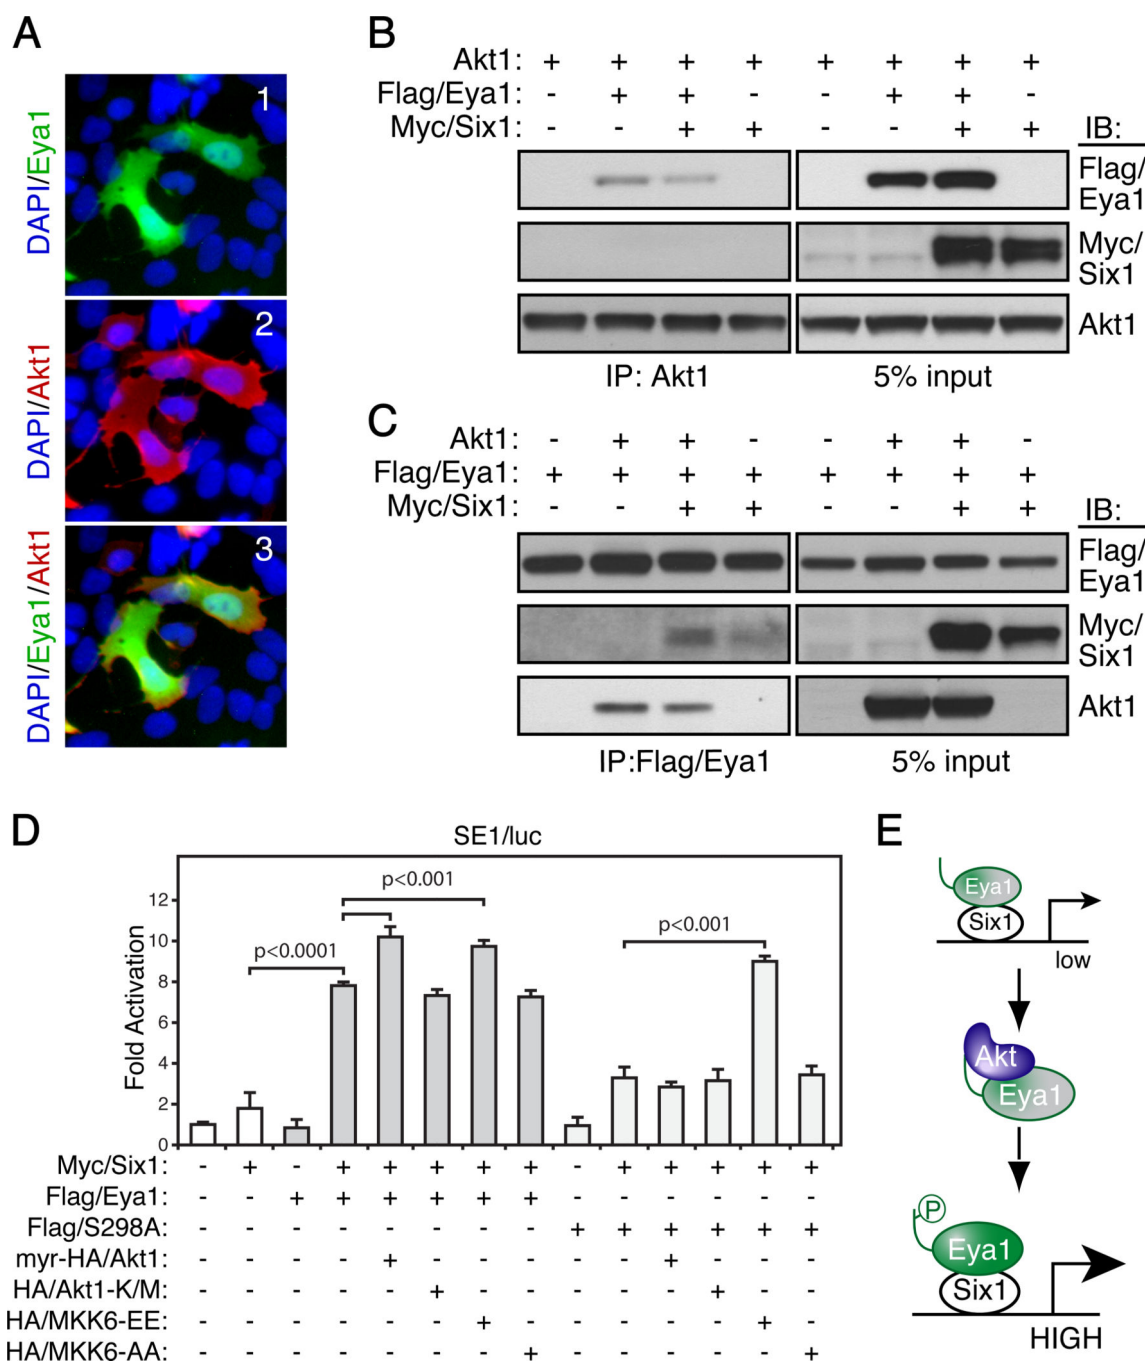 A
DAPI/Eya1
1
DAPI/Akt1
2
DAPI/Eya1/Akt1
3
B
Akt1: + + + + + + + +
Flag/Eya1: - + + - - + + -
Myc/Six1: - - + + - - + +
IB:
Flag/
Eya1
Myc/
Six1
Akt1
IP: Akt1
5% input
C
Akt1: - + + - - + + -
Flag/Eya1: + + + + + + + +
Myc/Six1: - - + + - - + +
IB:
Flag/
Eya1
Myc/
Six1
Akt1
IP:Flag/Eya1
5% input
D
SE1/luc
Fold Activation
12
10
8
6
4
2
0
p<0.0001
p<0.001
p<0.001
Myc/Six1: - + - + + + + + - + + + + +
Flag/Eya1: - - + + + + + + - - - - - -
Flag/S298A: - - - - - - - - + + + + + +
myr-HA/Akt1: - - - - + - - - - - + - - -
HA/Akt1-K/M: - - - - - + - - - - - + - -
HA/MKK6-EE: - - - - - - + - - - - - + -
HA/MKK6-AA: - - - - - - - + - - - - - +
E
Eya1
Six1
low
Akt
Eya1
P
Eya1
Six1
HIGH